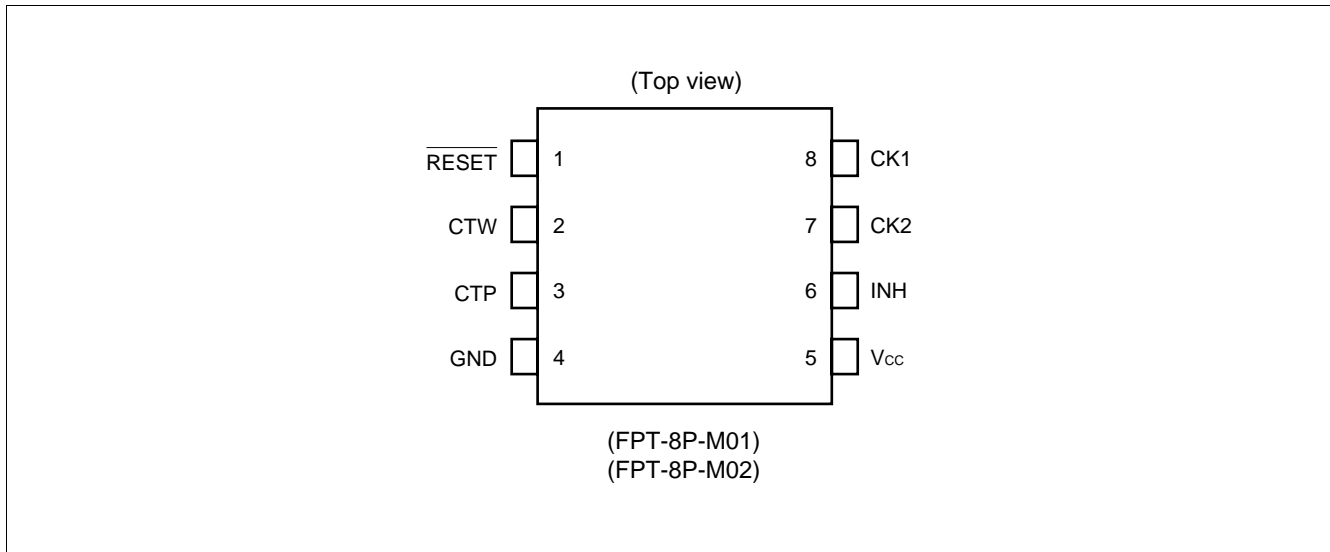 (Top view)
RESET 1 8 CK1
CTW 2 7 CK2
CTP 3 6 INH
GND 4 5 VCC
(FPT-8P-M01)
(FPT-8P-M02)